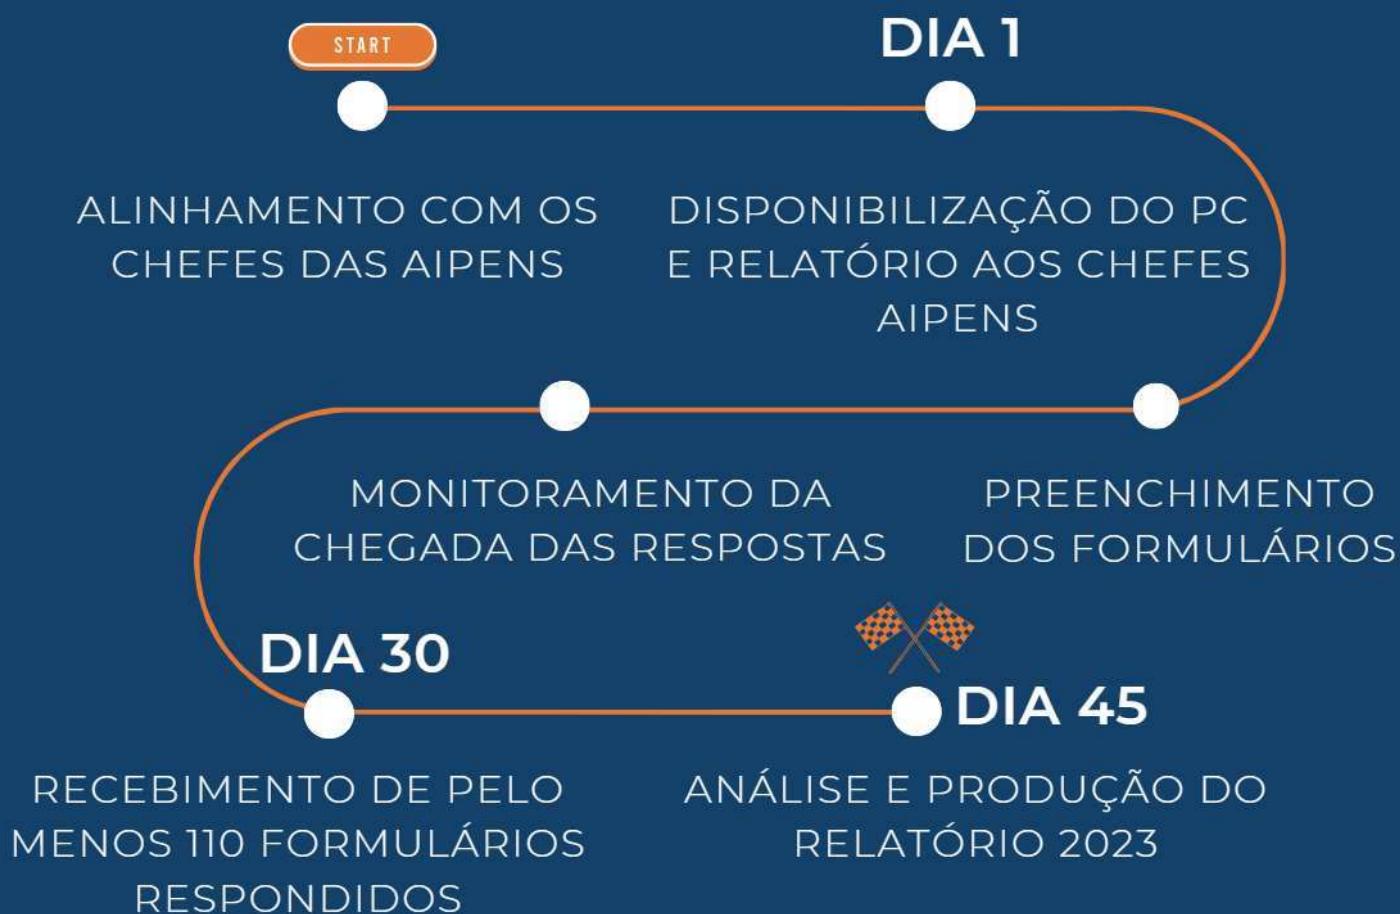 START
ALINHAMENTO COM OS
CHEFES DAS AIPENS
DIA 1
DISPONIBILIZAÇÃO DO PC
E RELATÓRIO AOS CHEFES
AIPENS
PREENCHIMENTO
DOS FORMULÁRIOS
MONITORAMENTO DA
CHEGADA DAS RESPOSTAS
DIA 30
RECEBIMENTO DE PELO
MENOS 110 FORMULÁRIOS
RESPONDIDOS
DIA 45
ANÁLISE E PRODUÇÃO DO
RELATÓRIO 2023